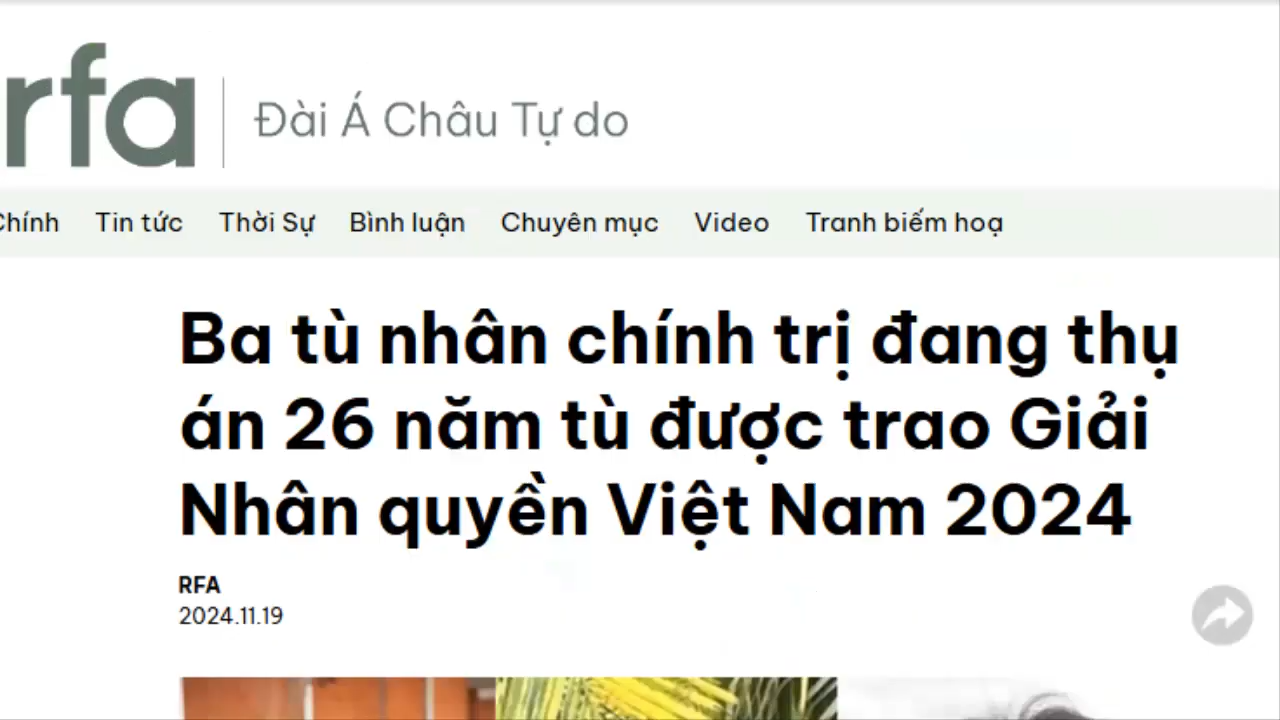 rfa
Đài Á Châu Tự do
Chính Tin tức Thời Sự Bình luận Chuyên mục Video Tranh biếm hoạ
Ba tù nhân chính trị đang thụ
án 26 năm tù được trao Giải
Nhân quyền Việt Nam 2024
RFA
2024.11.19